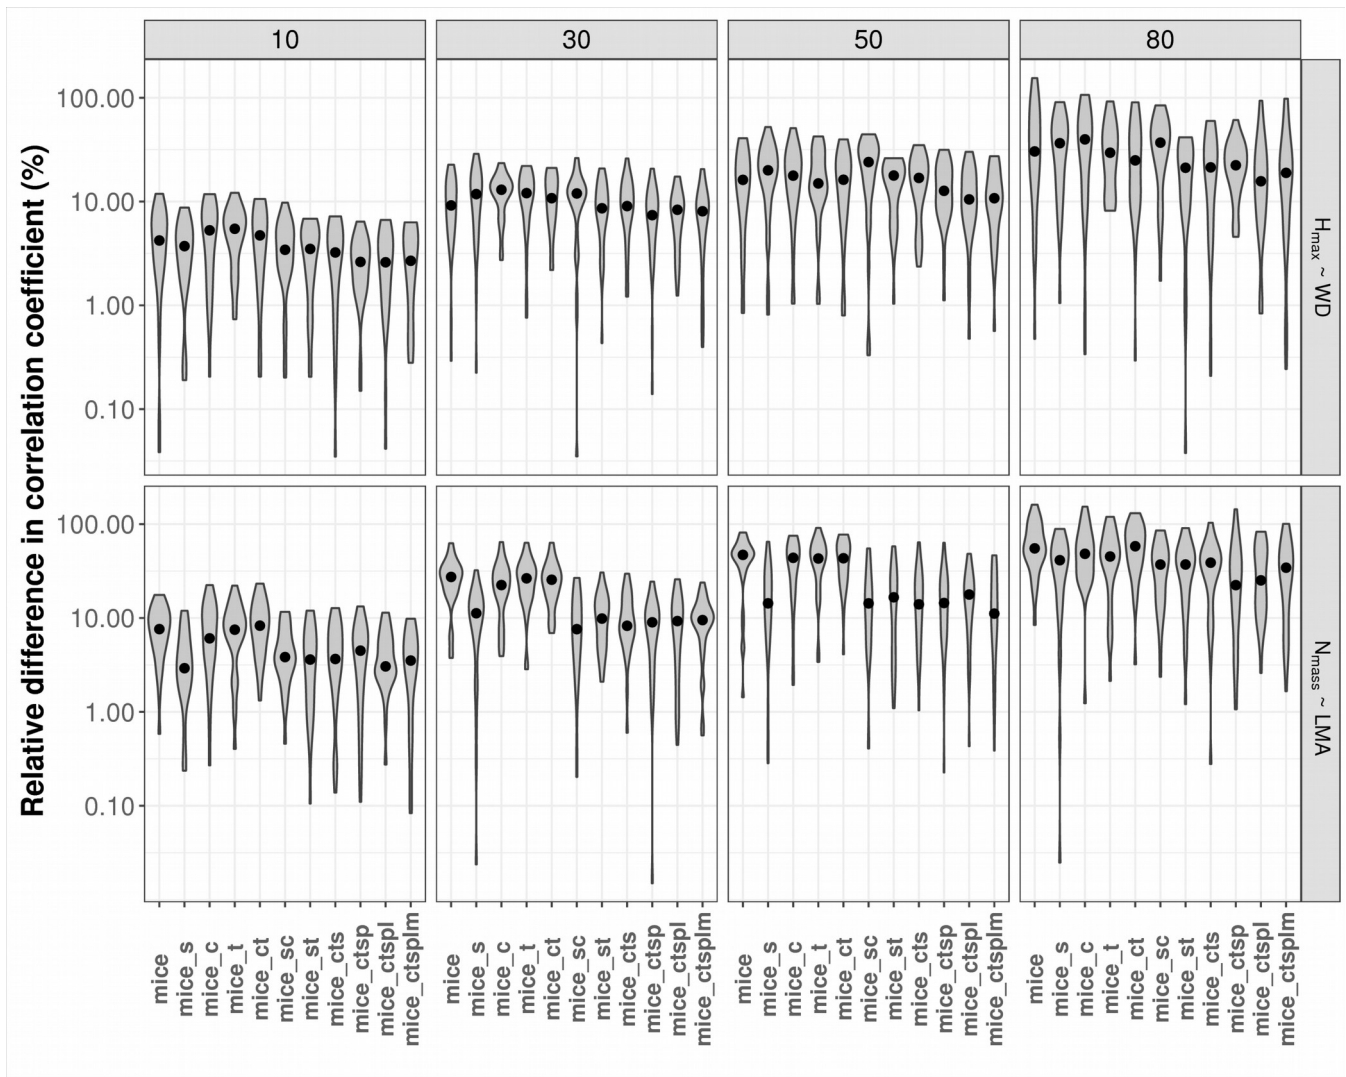 10 30 50 80
Relative difference in correlation coefficient (%)
100.00
10.00
1.00
0.10
Hmax ~ WD
100.00
10.00
1.00
0.10
Nmass ~ LMA
mice mice_s mice_c mice_t mice_ct mice_sc mice_st mice_cts mice_ctsp mice_ctspl mice_ctsplm
mice mice_s mice_c mice_t mice_ct mice_sc mice_st mice_cts mice_ctsp mice_ctspl mice_ctsplm
mice mice_s mice_c mice_t mice_ct mice_sc mice_st mice_cts mice_ctsp mice_ctspl mice_ctsplm
mice mice_s mice_c mice_t mice_ct mice_sc mice_st mice_cts mice_ctsp mice_ctspl mice_ctsplm